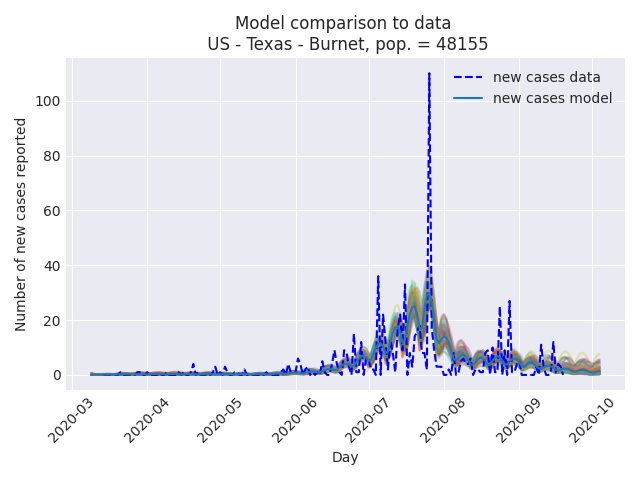 Model comparison to data
US - Texas - Burnet, pop. = 48155
new cases data
new cases model
Number of new cases reported
100
80
60
40
20
0
2020-03
2020-04
2020-05
2020-06
2020-07
2020-08
2020-09
2020-10
Day